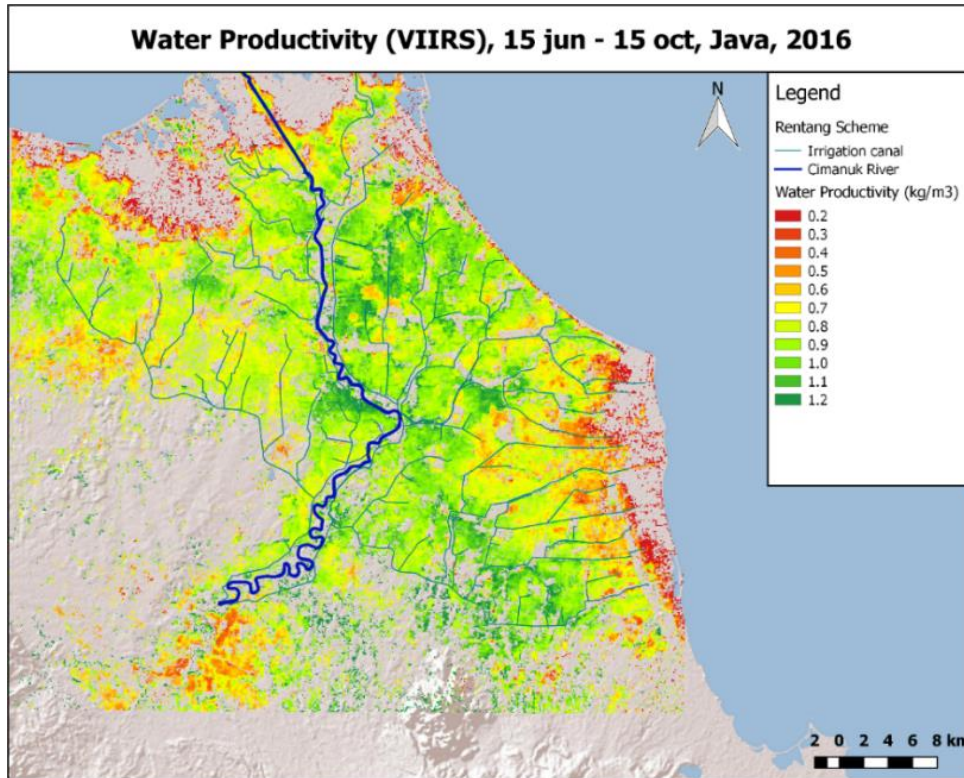 Water Productivity (VIIRS), 15 jun - 15 oct, Java, 2016
N
Legend
Rentang Scheme
Irrigation canal
Cimanuk River
Water Productivity (kg/m3)
0.2
0.3
0.4
0.5
0.6
0.7
0.8
0.9
1.0
1.1
1.2
2 0 2 4 6 8 km